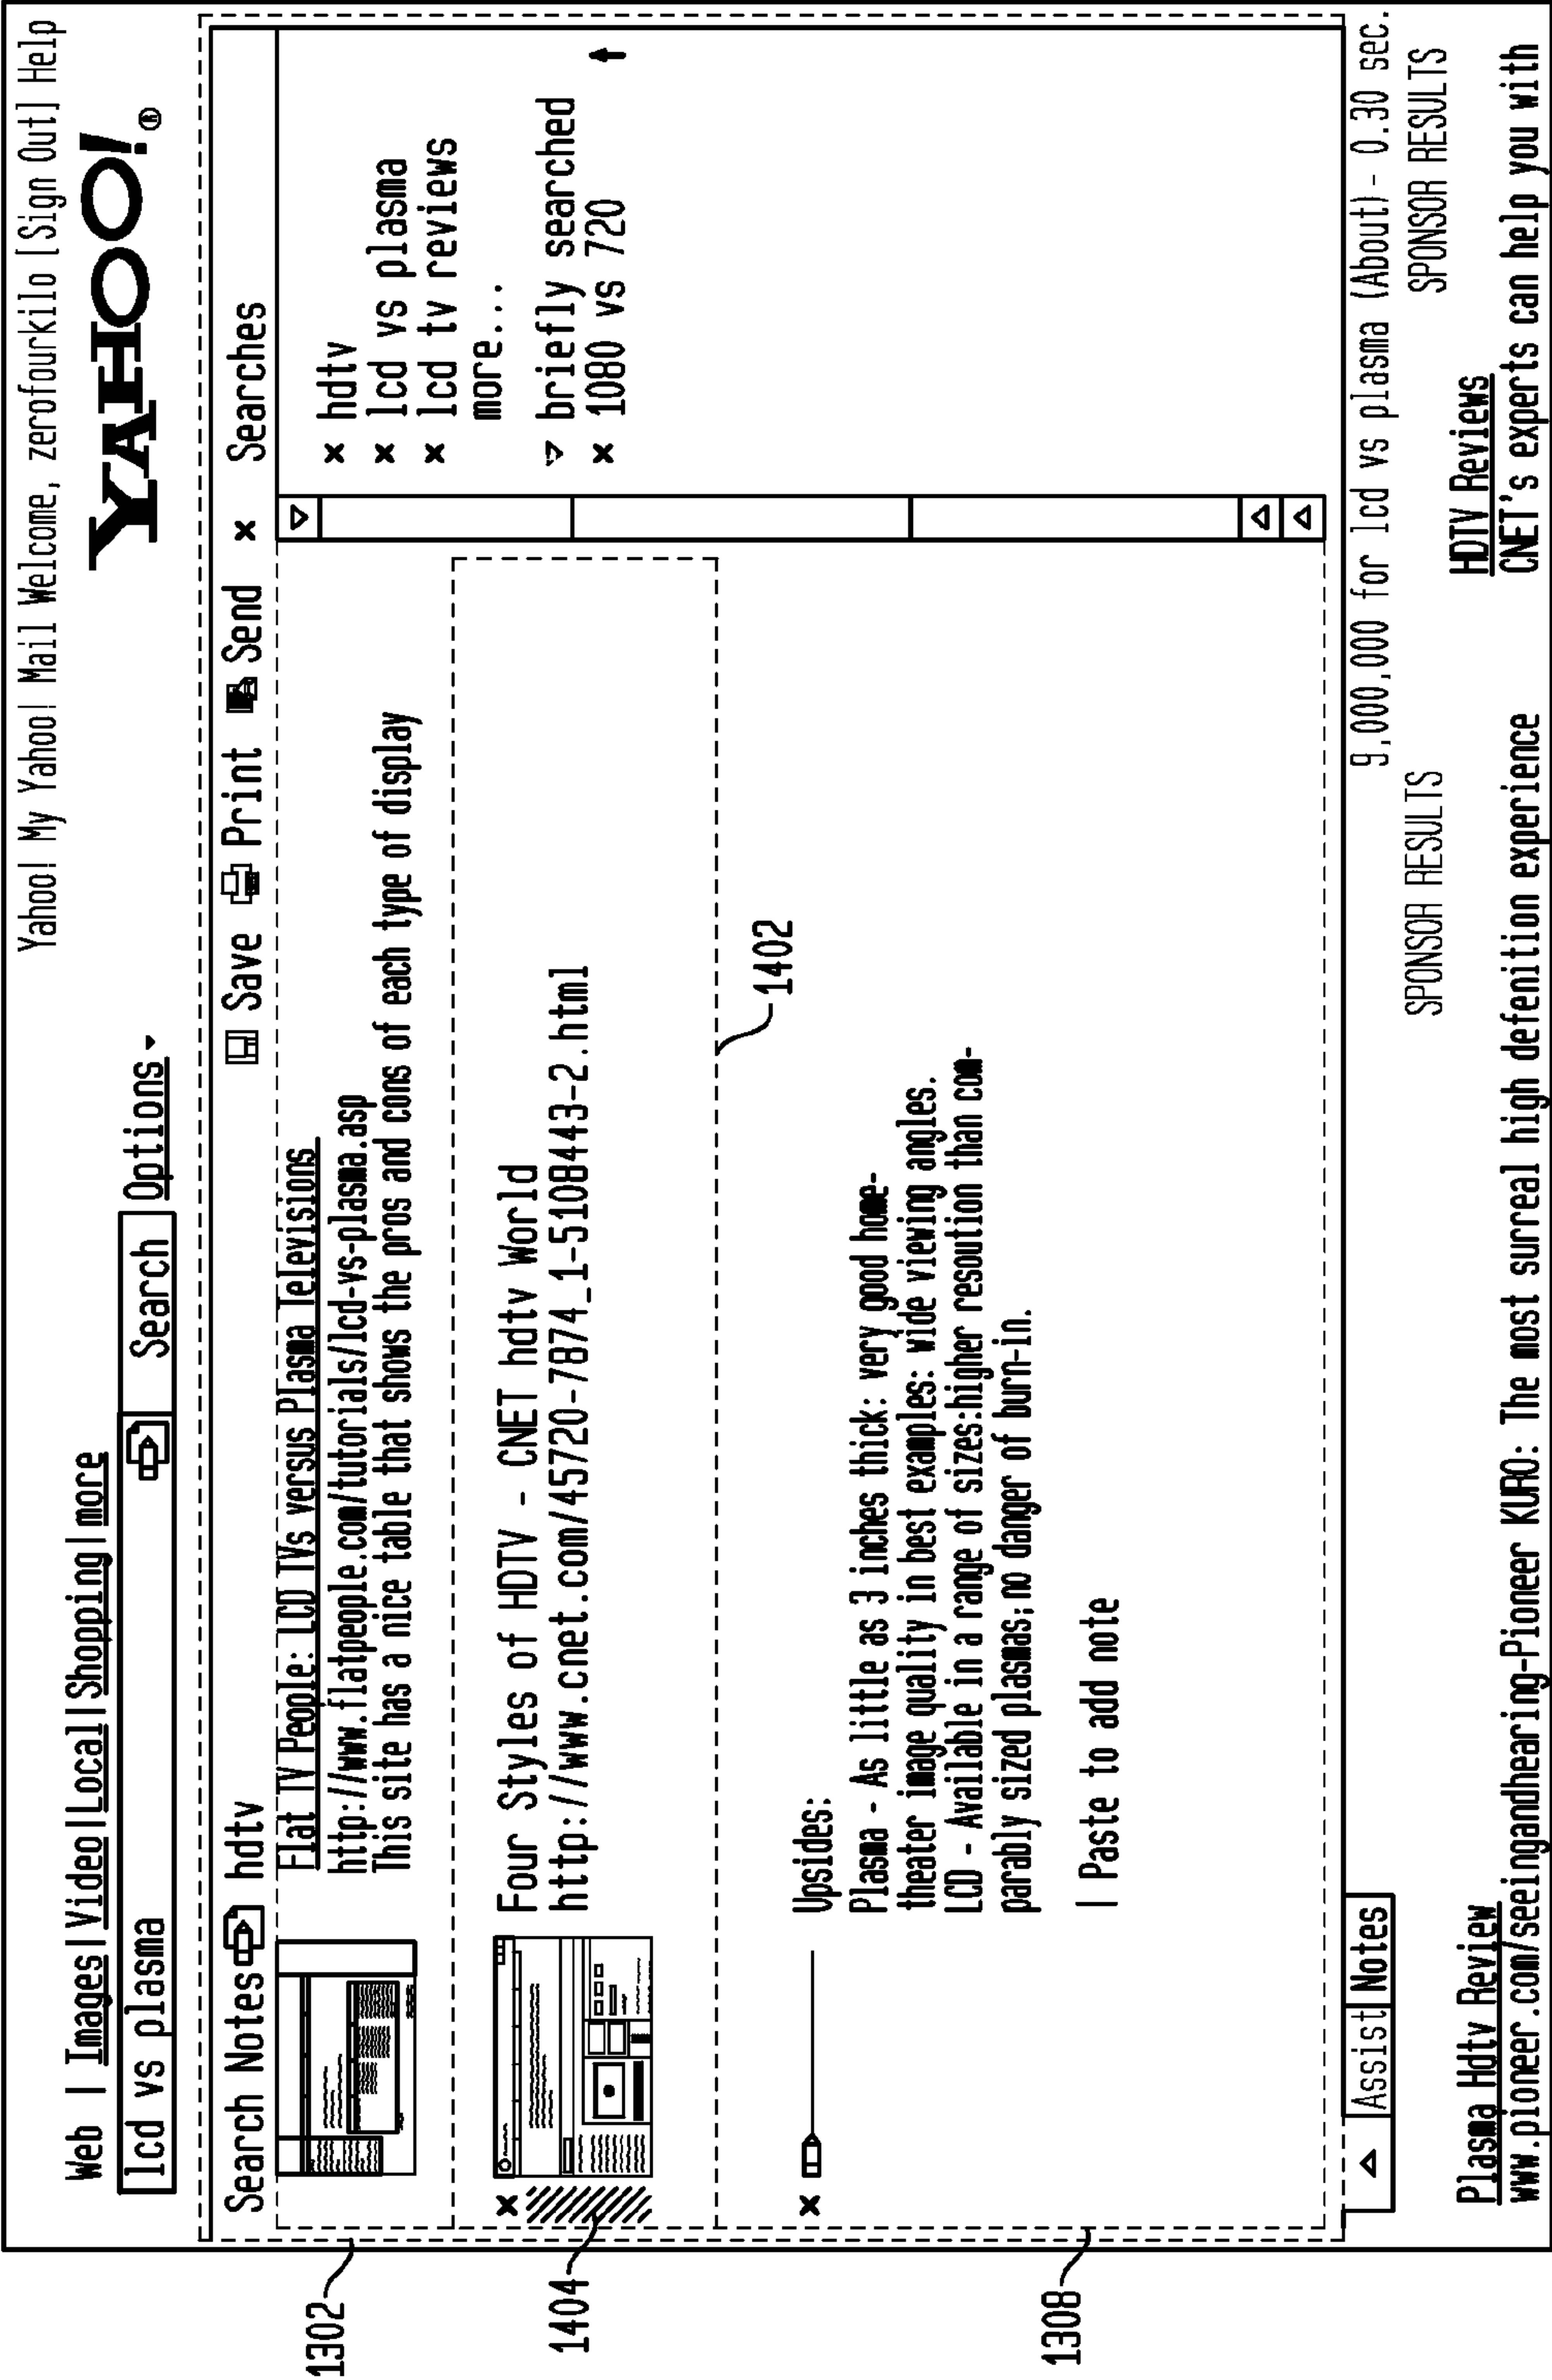 Yahoo! My Yahoo! Mail Welcome, zerofourkilo [Sign Out] Help
Web | Images | Video | Local | Shopping | more
YAHOO!®
lcd vs plasma Search Options
Search Notes hdtv Save Print Send x Searches
Flat TV People: LCD TVs versus Plasma Televisions
http://www.flatpeople.com/tutorials/lcd-vs-plasma.asp
This site has a nice table that shows the pros and cons of each type of display
1302
x Four Styles of HDTV - CNET hdtv World
http://www.cnet.com/45720-7874_1-5108443-2.html
1404
1402
x Upsides:
Plasma - As little as 3 inches thick: very good home-
theater image quality in best examples: wide viewing angles.
LCD - Available in a range of sizes:higher resoution than com-
parably sized plasmas;no danger of burn-in.
| Paste to add note
1308
x hdtv
x lcd vs plasma
x lcd tv reviews
more...
briefly searched
x 1080 vs 720
Assist Notes
9,000,000 for lcd vs plasma (About) - 0.30 sec.
SPONSOR RESULTS
SPONSOR RESULTS
Plasma Hdtv Review
www.pioneer.com/seeingandhearing-Pioneer KURO: The most surreal high defenition experience
HDTV Reviews
CNET's experts can help you with